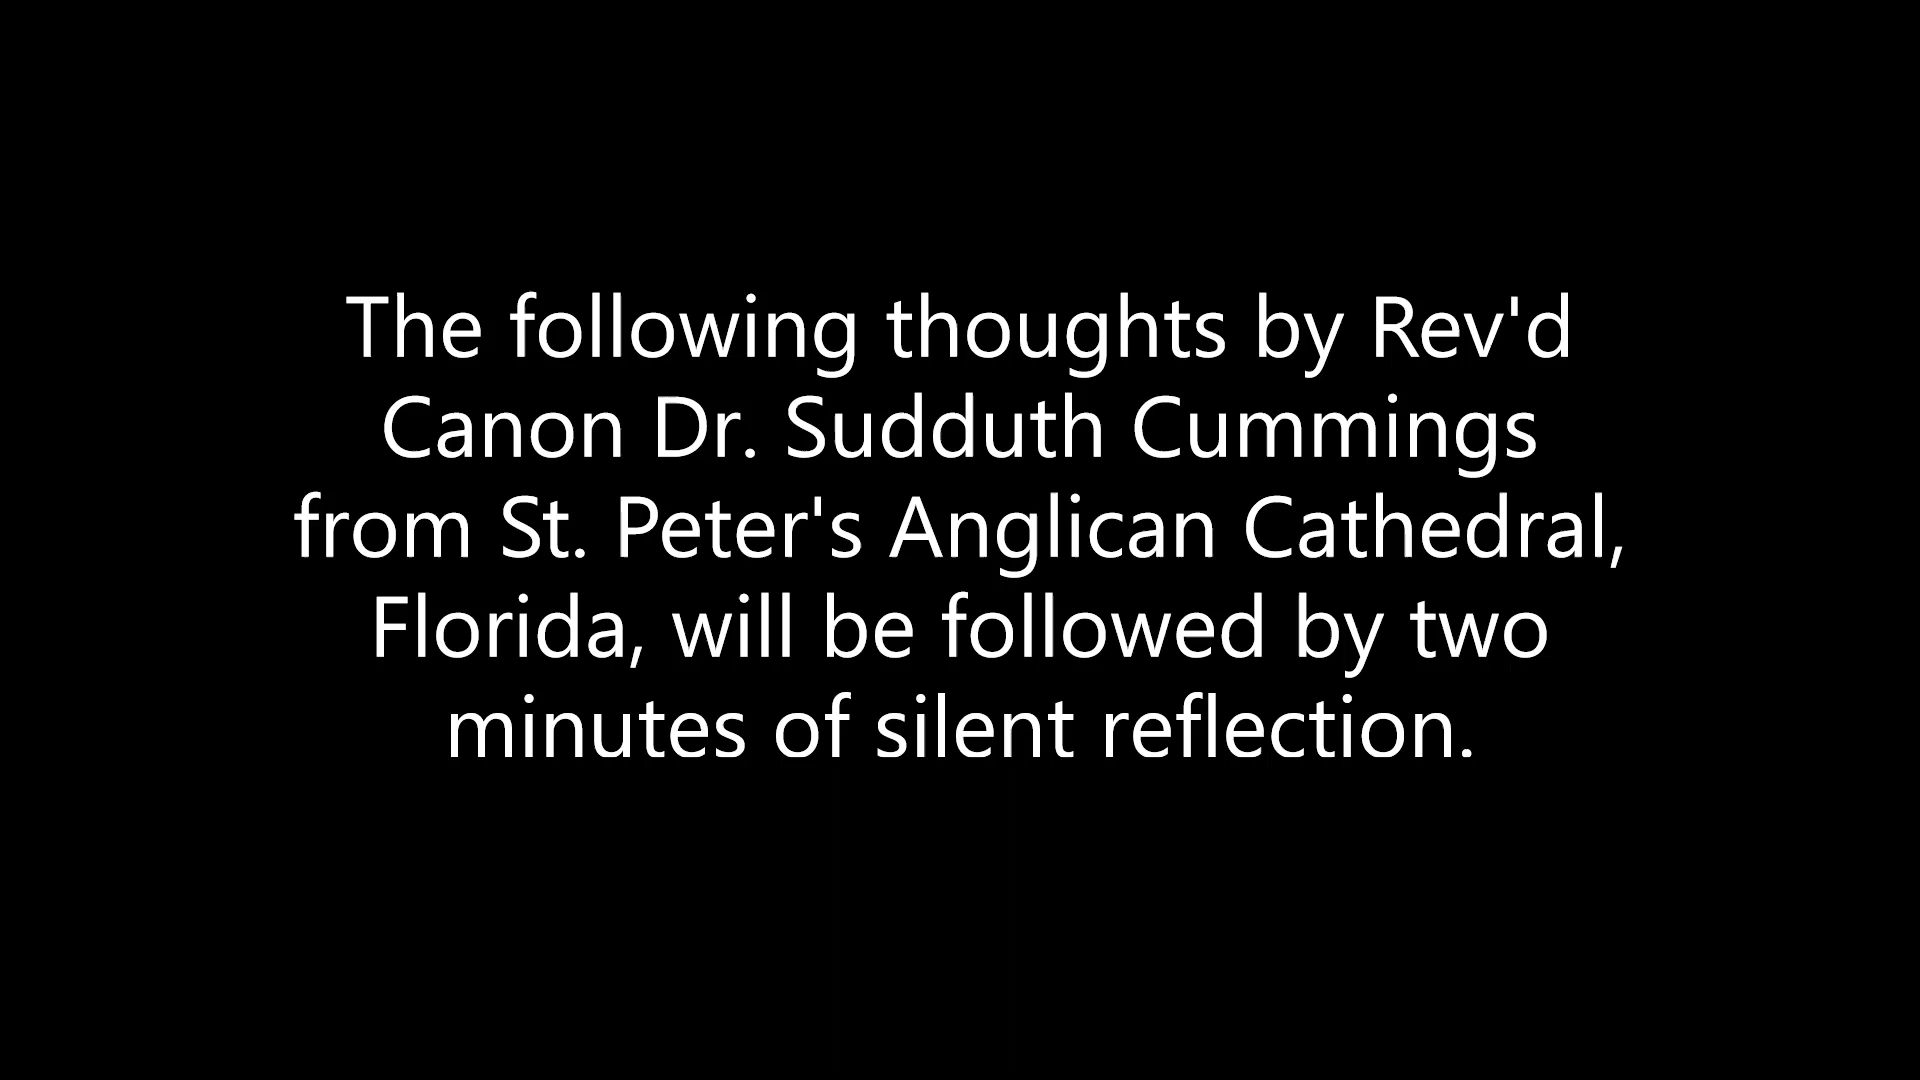 The following thoughts by Rev'd
Canon Dr. Sudduth Cummings
from St. Peter's Anglican Cathedral,
Florida, will be followed by two
minutes of silent reflection.